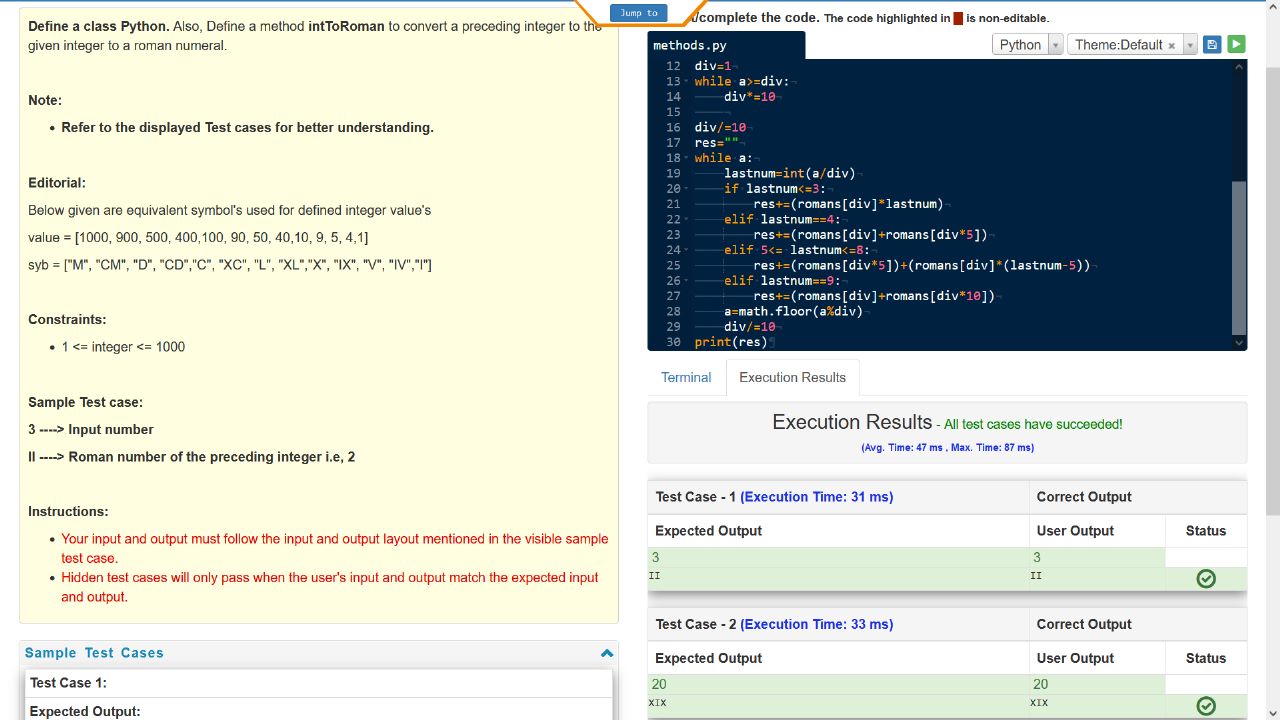 Jump to
Define a class Python. Also, Define a method intToRoman to convert a preceding integer to the
given integer to a roman numeral.
Note:
• Refer to the displayed Test cases for better understanding.
Editorial:
Below given are equivalent symbol's used for defined integer value's
value = [1000, 900, 500, 400,100, 90, 50, 40,10, 9, 5, 4,1]
syb = ["M", "CM", "D", "CD","C", "XC", "L", "XL","X", "IX", "V", "IV","I"]
Constraints:
• 1 <= integer <= 1000
Sample Test case:
3 ----> Input number
II ----> Roman number of the preceding integer i.e, 2
Instructions:
• Your input and output must follow the input and output layout mentioned in the visible sample
test case.
• Hidden test cases will only pass when the user's input and output match the expected input
and output.
Sample Test Cases
Test Case 1:
Expected Output:
/complete the code. The code highlighted in is non-editable.
methods.py
Python
Theme:Default ×
12 div=1
13 while a>=div:
14 div*=10
15
16 div/=10
17 res=""
18 while a:
19 lastnum=int(a/div)
20 if lastnum<=3:
21 res+=(romans[div]*lastnum)
22 elif lastnum==4:
23 res+=(romans[div]+romans[div*5])
24 elif 5<= lastnum<=8:
25 res+=(romans[div*5])+(romans[div]*(lastnum-5))
26 elif lastnum==9:
27 res+=(romans[div]+romans[div*10])
28 a=math.floor(a%div)
29 div/=10
30 print(res)
Terminal
Execution Results
Execution Results - All test cases have succeeded!
(Avg. Time: 47 ms , Max. Time: 87 ms)
Test Case - 1 (Execution Time: 31 ms) Correct Output
Expected Output User Output Status
3 3
II II
Test Case - 2 (Execution Time: 33 ms) Correct Output
Expected Output User Output Status
20 20
XIX XIX